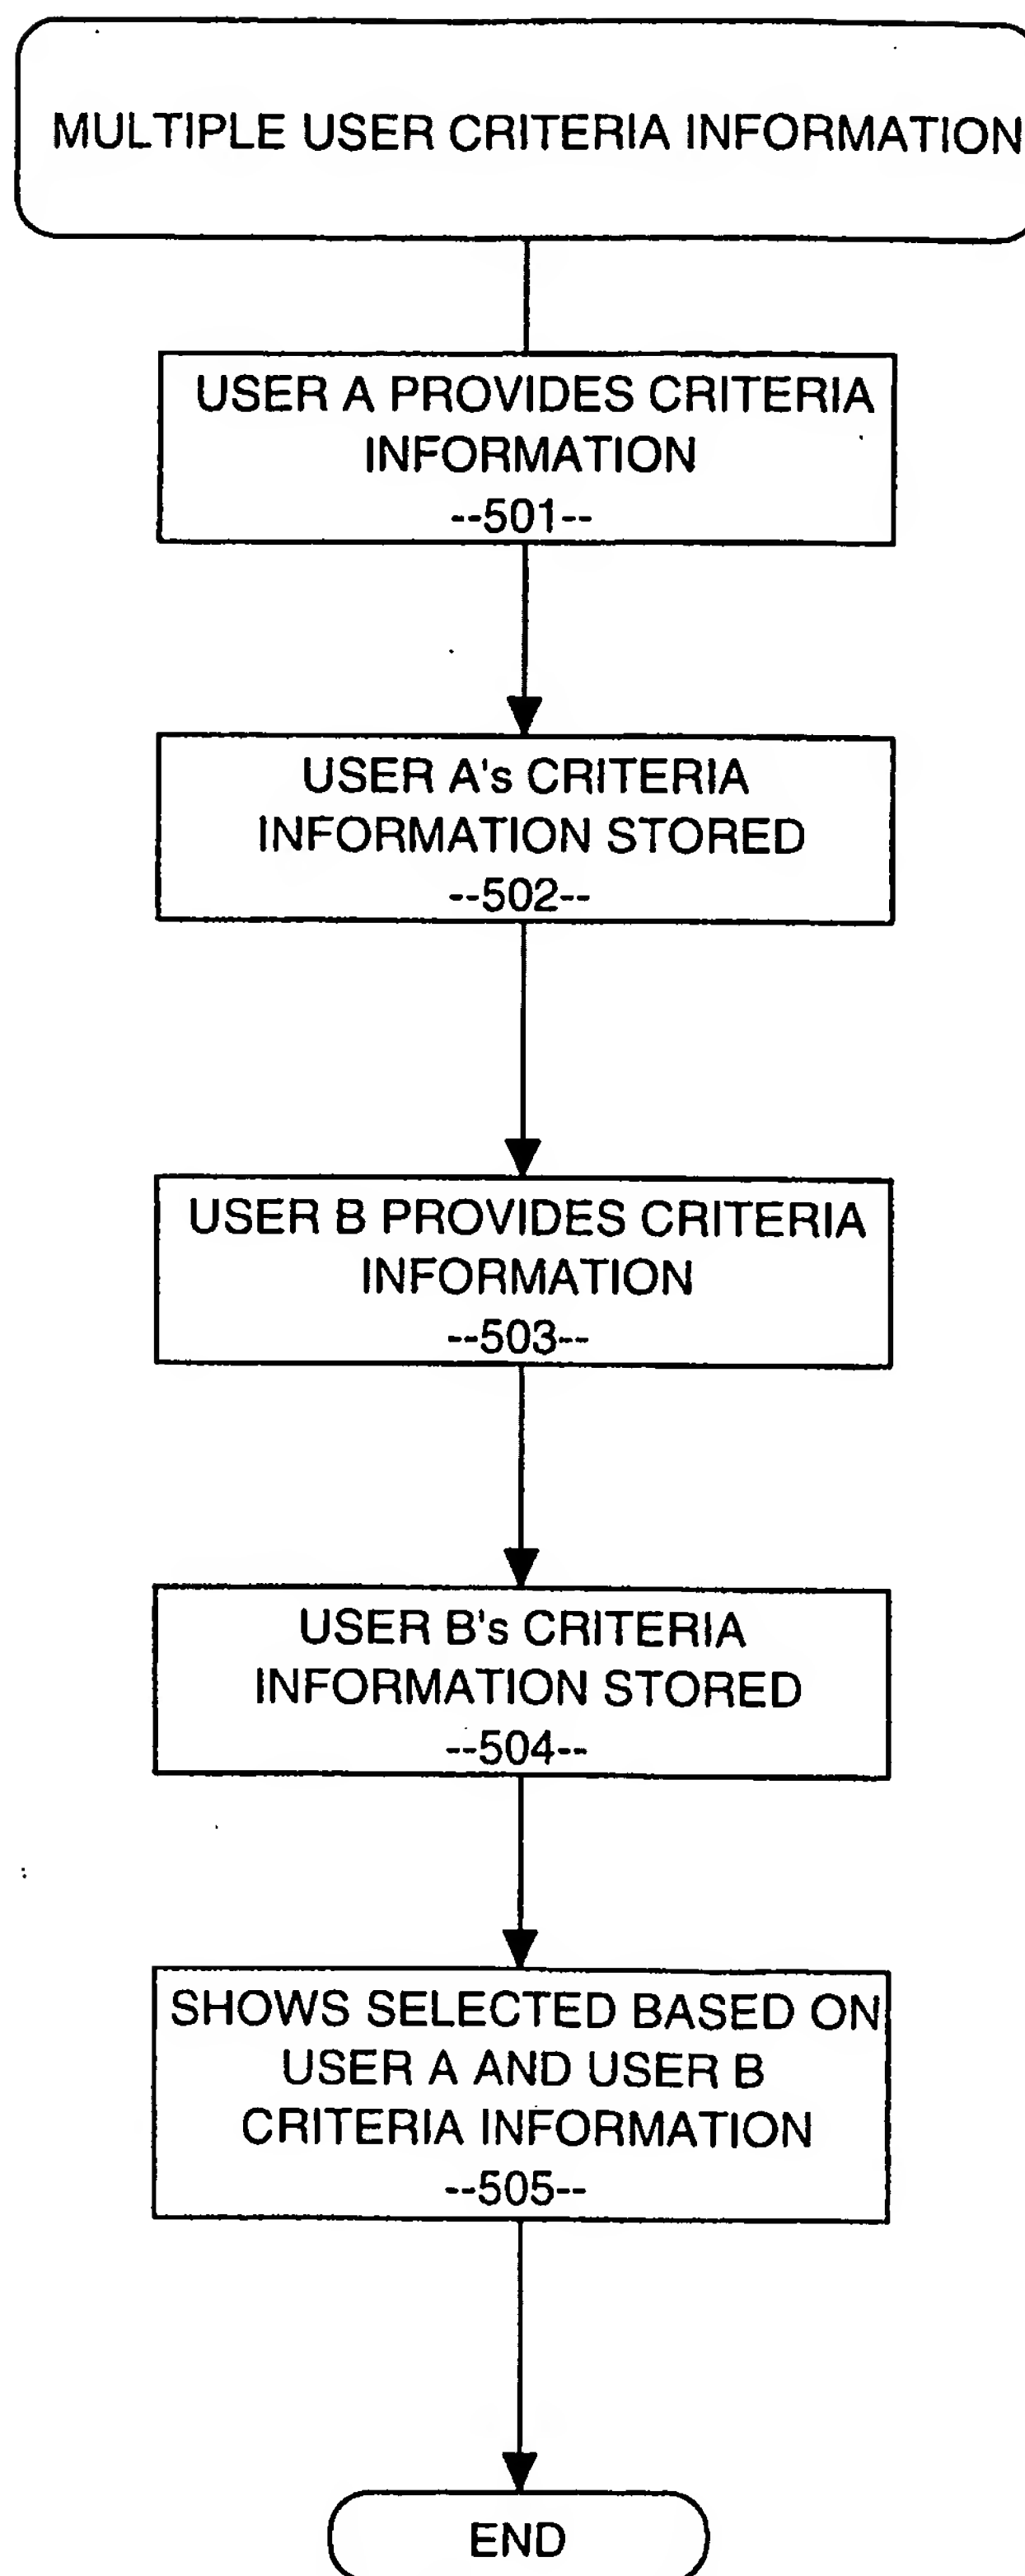 MULTIPLE USER CRITERIA INFORMATION
USER A PROVIDES CRITERIA
INFORMATION
--501--
USER A's CRITERIA
INFORMATION STORED
--502--
USER B PROVIDES CRITERIA
INFORMATION
--503--
USER B's CRITERIA
INFORMATION STORED
--504--
SHOWS SELECTED BASED ON
USER A AND USER B
CRITERIA INFORMATION
--505--
END